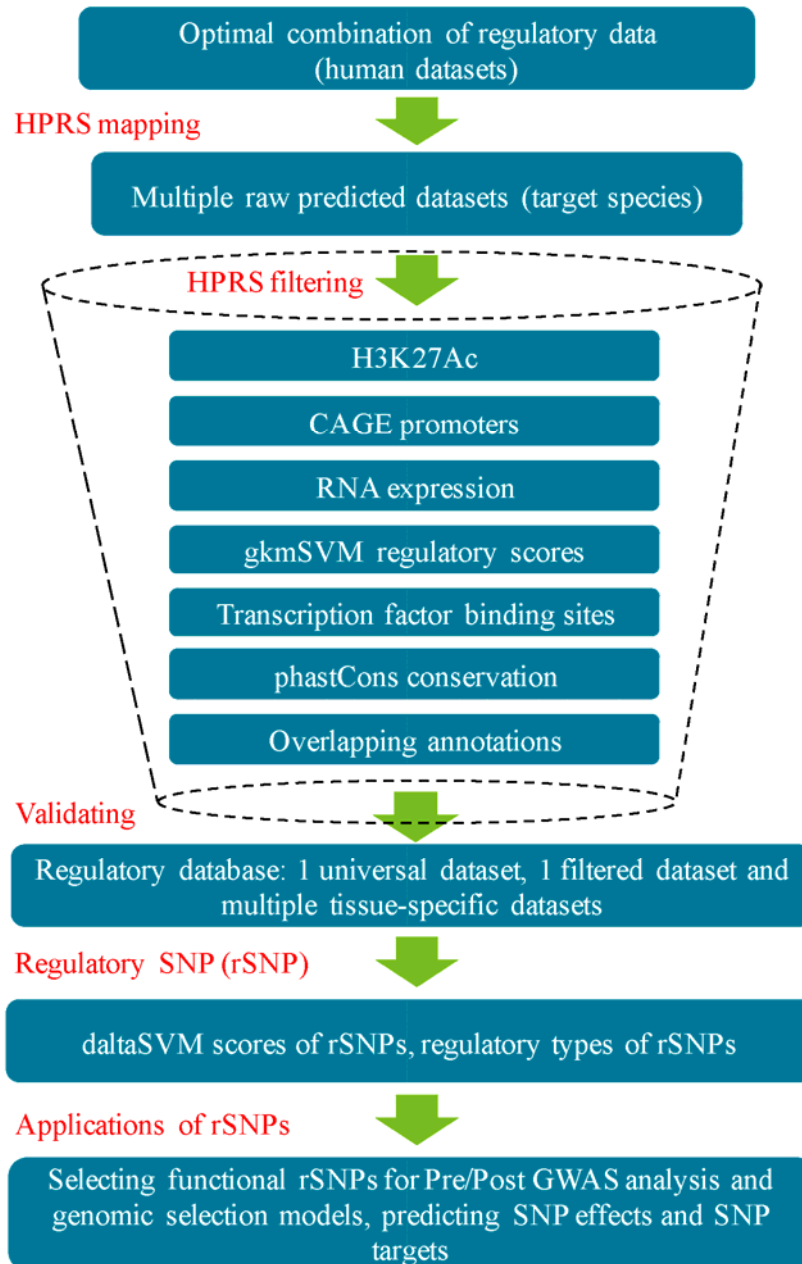 Optimal combination of regulatory data
(human datasets)
HPRS mapping
Multiple raw predicted datasets (target species)
HPRS filtering
H3K27Ac
CAGE promoters
RNA expression
gkmSVM regulatory scores
Transcription factor binding sites
phastCons conservation
Overlapping annotations
Validating
Regulatory database: 1 universal dataset, 1 filtered dataset and
multiple tissue-specific datasets
Regulatory SNP (rSNP)
daltaSVM scores of rSNPs, regulatory types of rSNPs
Applications of rSNPs
Selecting functional rSNPs for Pre/Post GWAS analysis and
genomic selection models, predicting SNP effects and SNP
targets